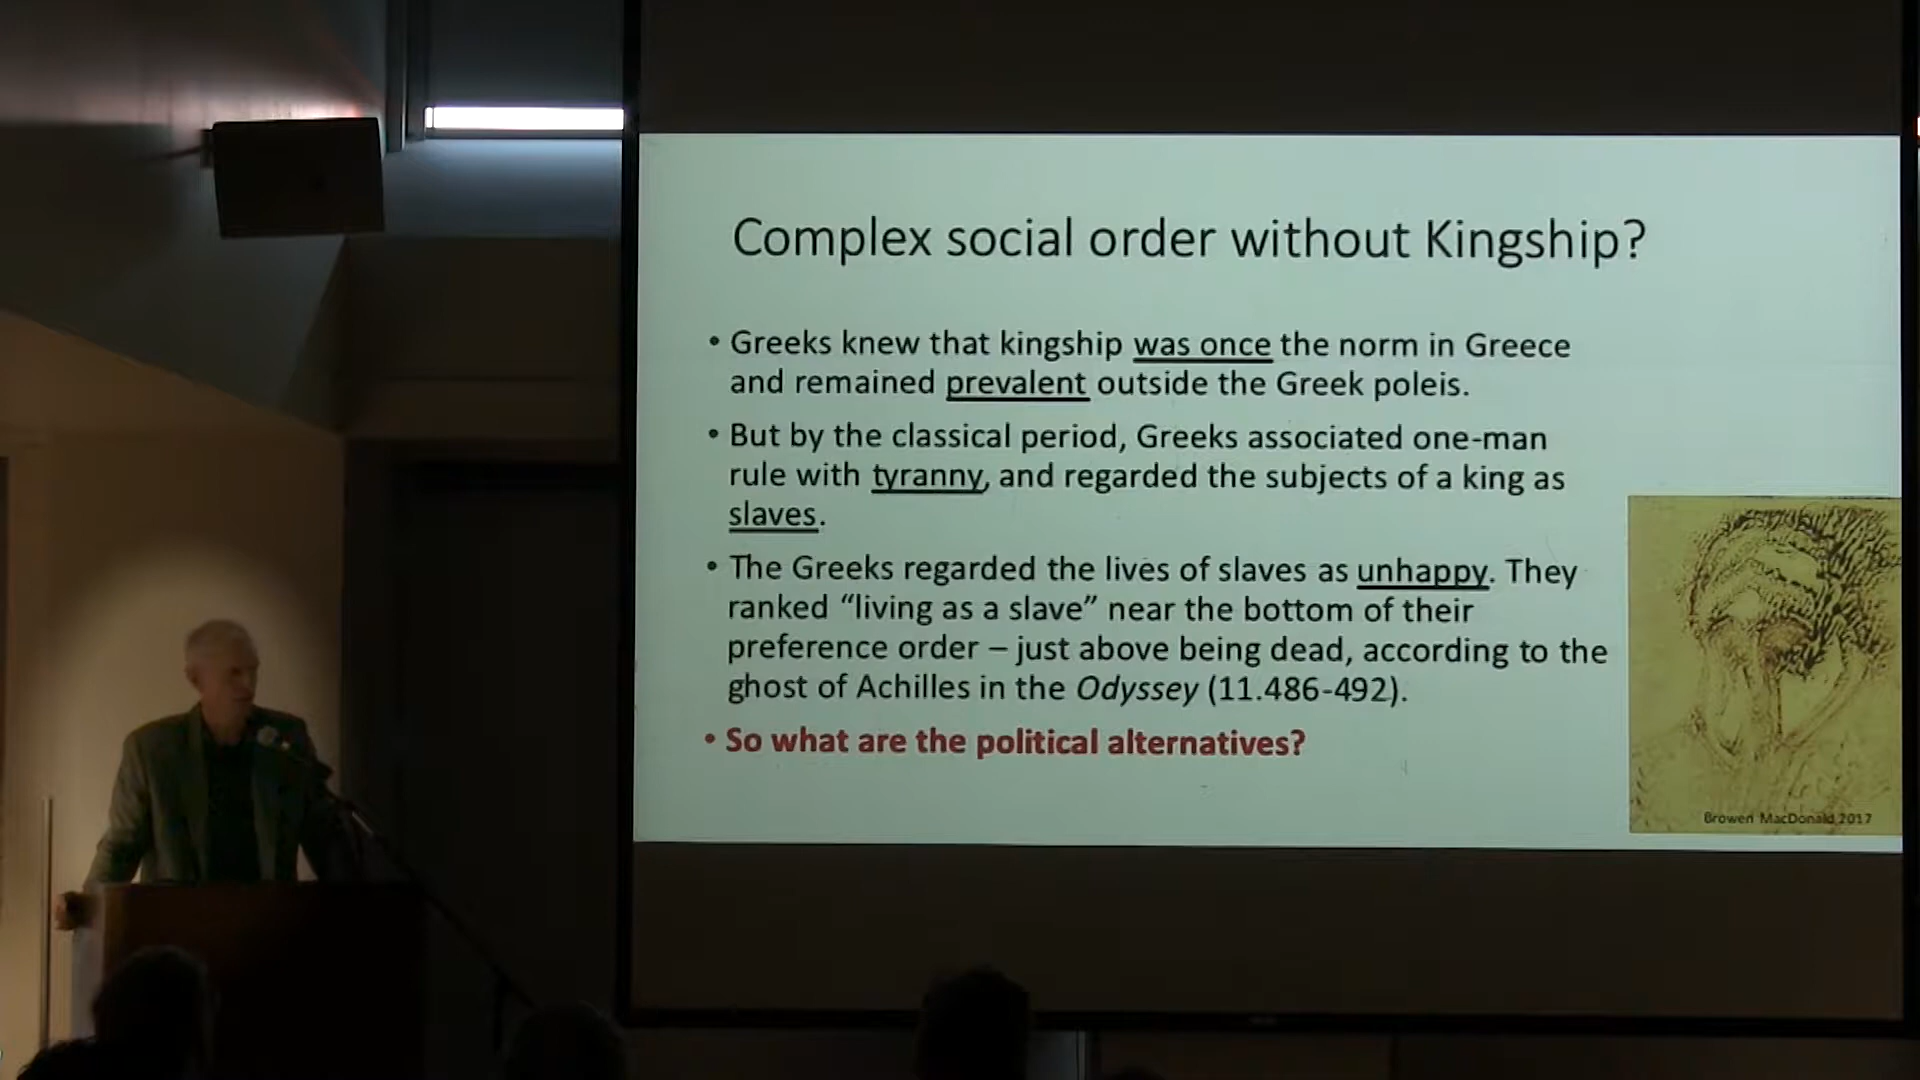 Complex social order without Kingship?
• Greeks knew that kingship was once the norm in Greece
and remained prevalent outside the Greek poleis.
• But by the classical period, Greeks associated one-man
rule with tyranny, and regarded the subjects of a king as
slaves.
• The Greeks regarded the lives of slaves as unhappy. They
ranked “living as a slave” near the bottom of their
preference order – just above being dead, according to the
ghost of Achilles in the Odyssey (11.486-492).
• So what are the political alternatives?
Browen MacDonald 2017